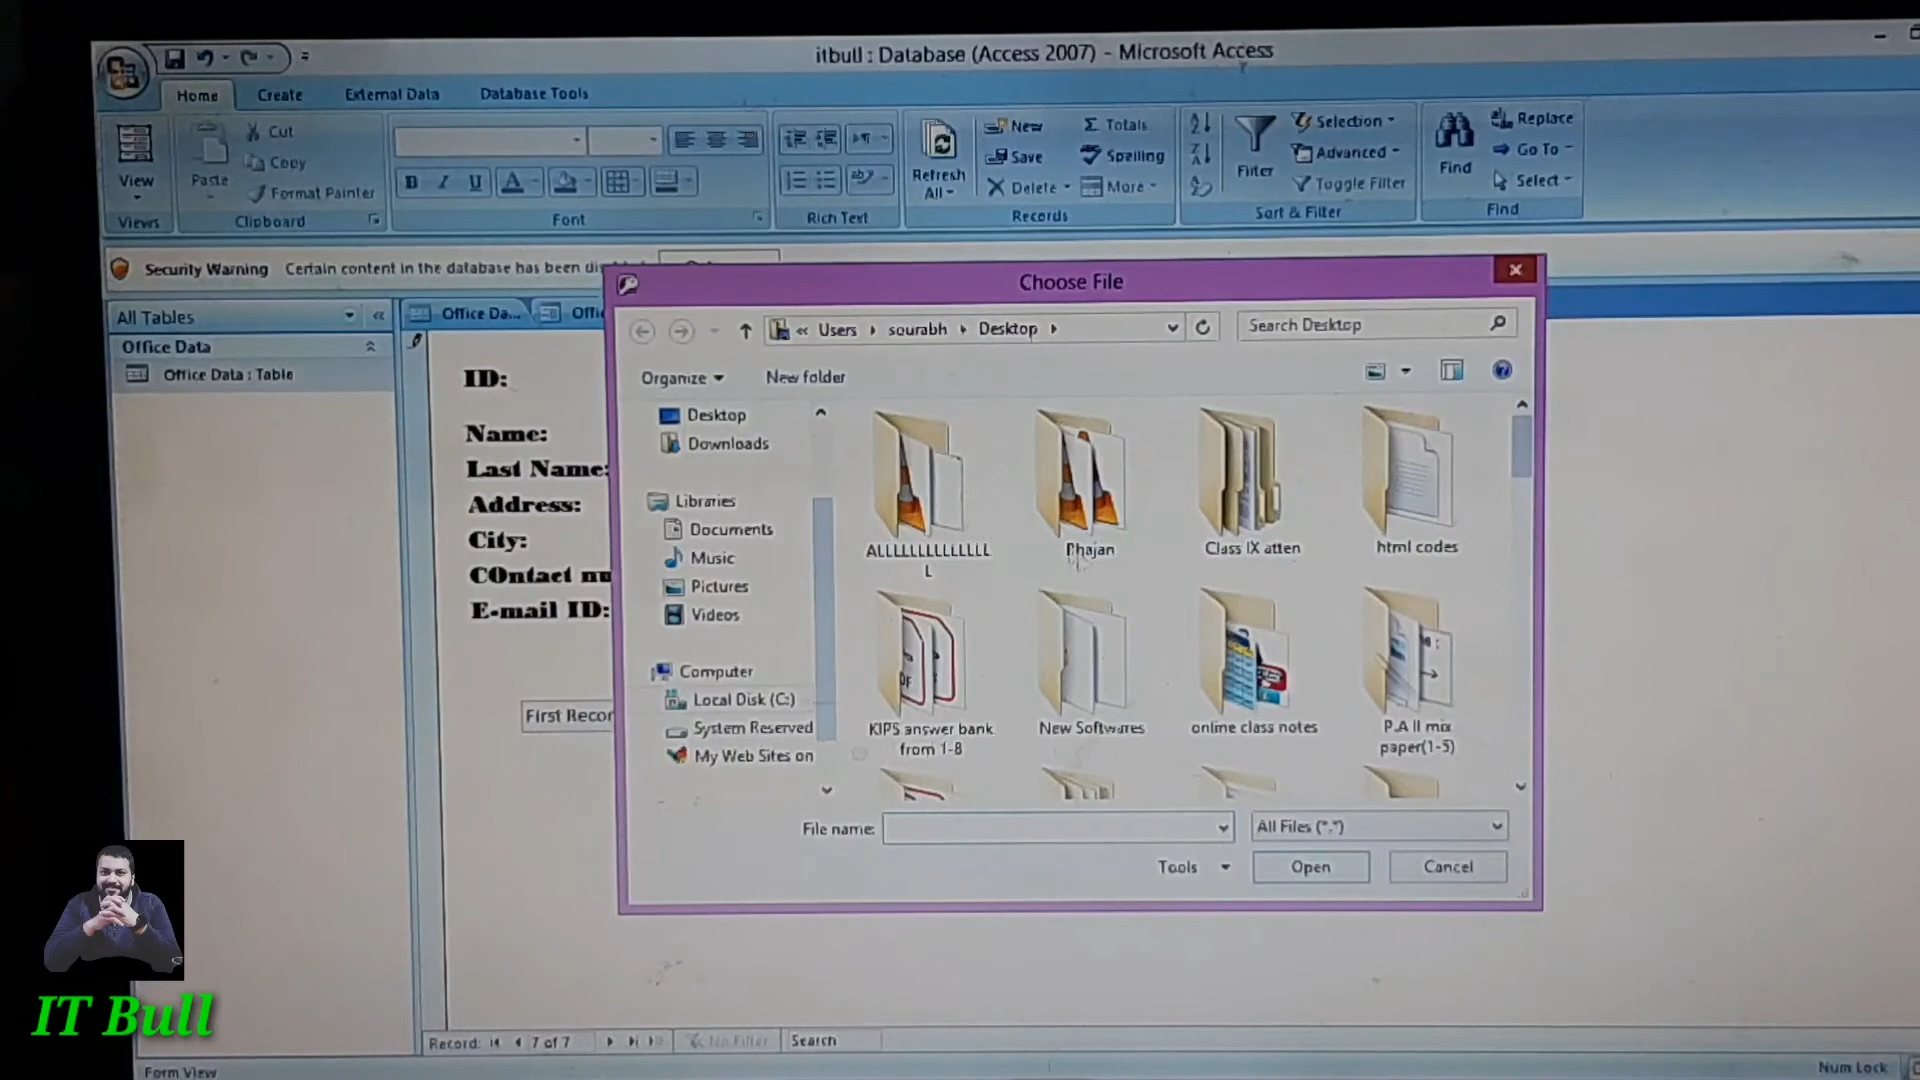 itbull : Database (Access 2007) - Microsoft Access
Home
Create
External Data
Database Tools
View
Views
Paste
Cut
Copy
Format Painter
Clipboard
B I U
Font
Rich Text
Refresh All
New
Save
Delete
Totals
Spelling
More
Records
Filter
Selection
Advanced
Toggle Filter
Sort & Filter
Find
Replace
Go To
Select
Find
Security Warning Certain content in the database has been
All Tables
Office Data
Office Data : Table
Office Da...
ID:
Name:
Last Name:
Address:
City:
COntact nu
E-mail ID:
First Recor
Choose File
« Users sourabh Desktop
Search Desktop
Organize
New folder
Desktop
Downloads
Libraries
Documents
Music
Pictures
Videos
Computer
Local Disk (C:)
System Reserved
My Web Sites on
ALLLLLLLLLLLLL
L
Bhajan
Class IX atten
html codes
KIPS answer bank
from 1-8
New Softwares
online class notes
P.A II mix
paper(1-5)
File name:
All Files (*.*)
Tools
Open
Cancel
IT Bull
Record: 7 of 7
No Filter
Search
Form View
Num Lock